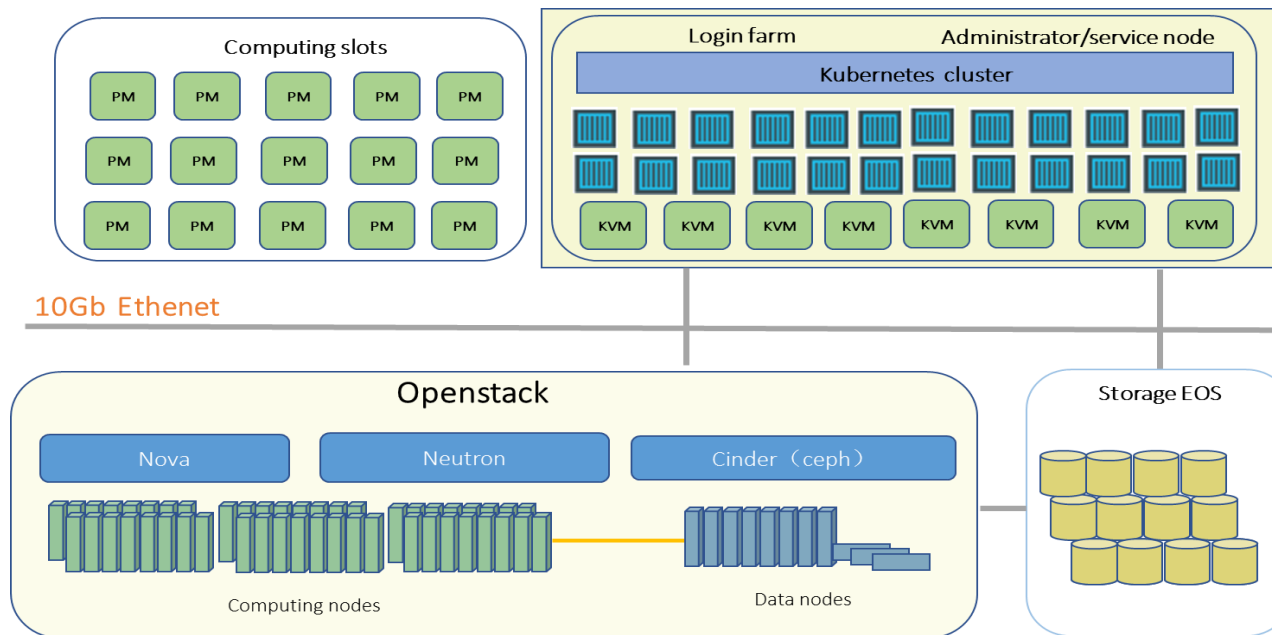 Computing slots
PM PM PM PM PM
PM PM PM PM PM
PM PM PM PM PM
Login farm Administrator/service node
Kubernetes cluster
KVM KVM KVM KVM KVM KVM KVM KVM
10Gb Ethenet
Openstack
Nova Neutron Cinder（ceph）
Computing nodes Data nodes
Storage EOS